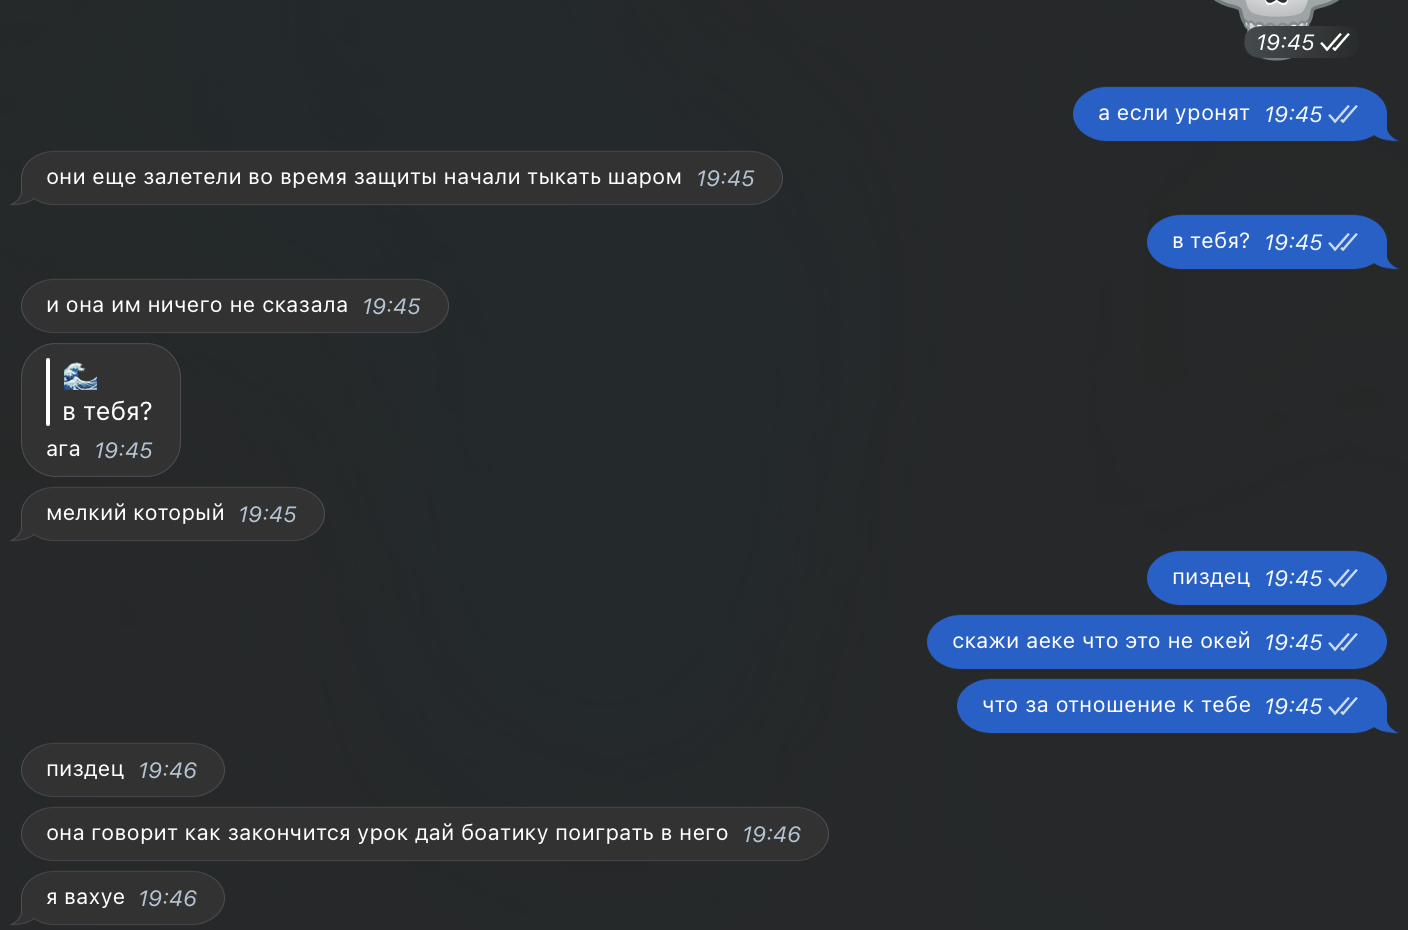 19:45
а если уронят 19:45
они еще залетели во время защиты начали тыкать шаром 19:45
в тебя? 19:45
и она им ничего не сказала 19:45
в тебя?
ага 19:45
мелкий который 19:45
пиздец 19:45
скажи аеке что это не окей 19:45
что за отношение к тебе 19:45
пиздец 19:46
она говорит как закончится урок дай боатику поиграть в него 19:46
я вахуе 19:46